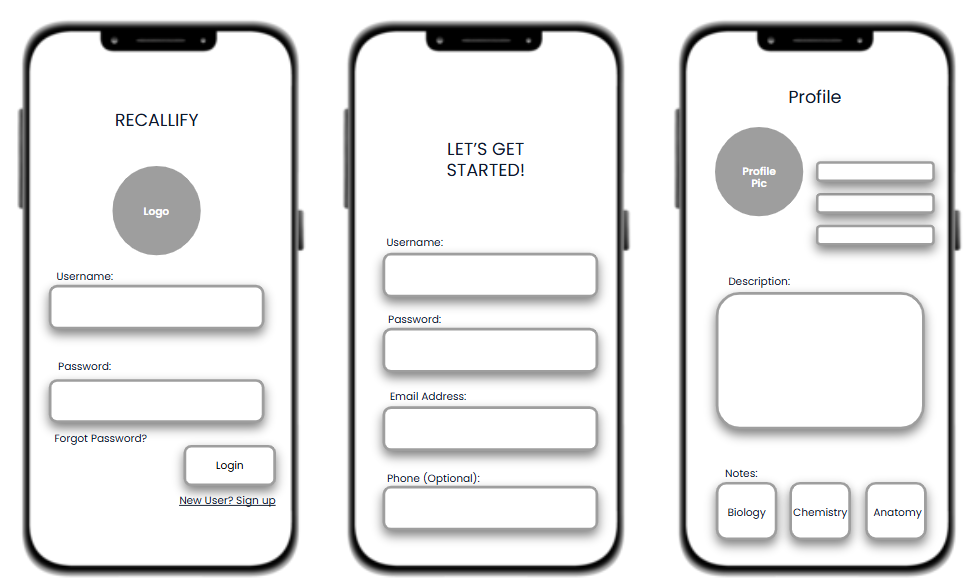 RECALLIFY
Logo
Username:
Password:
Forgot Password?
Login
New User? Sign up
LET’S GET
STARTED!
Username:
Password:
Email Address:
Phone (Optional):
Profile
Profile
Pic
Description:
Notes:
Biology
Chemistry
Anatomy